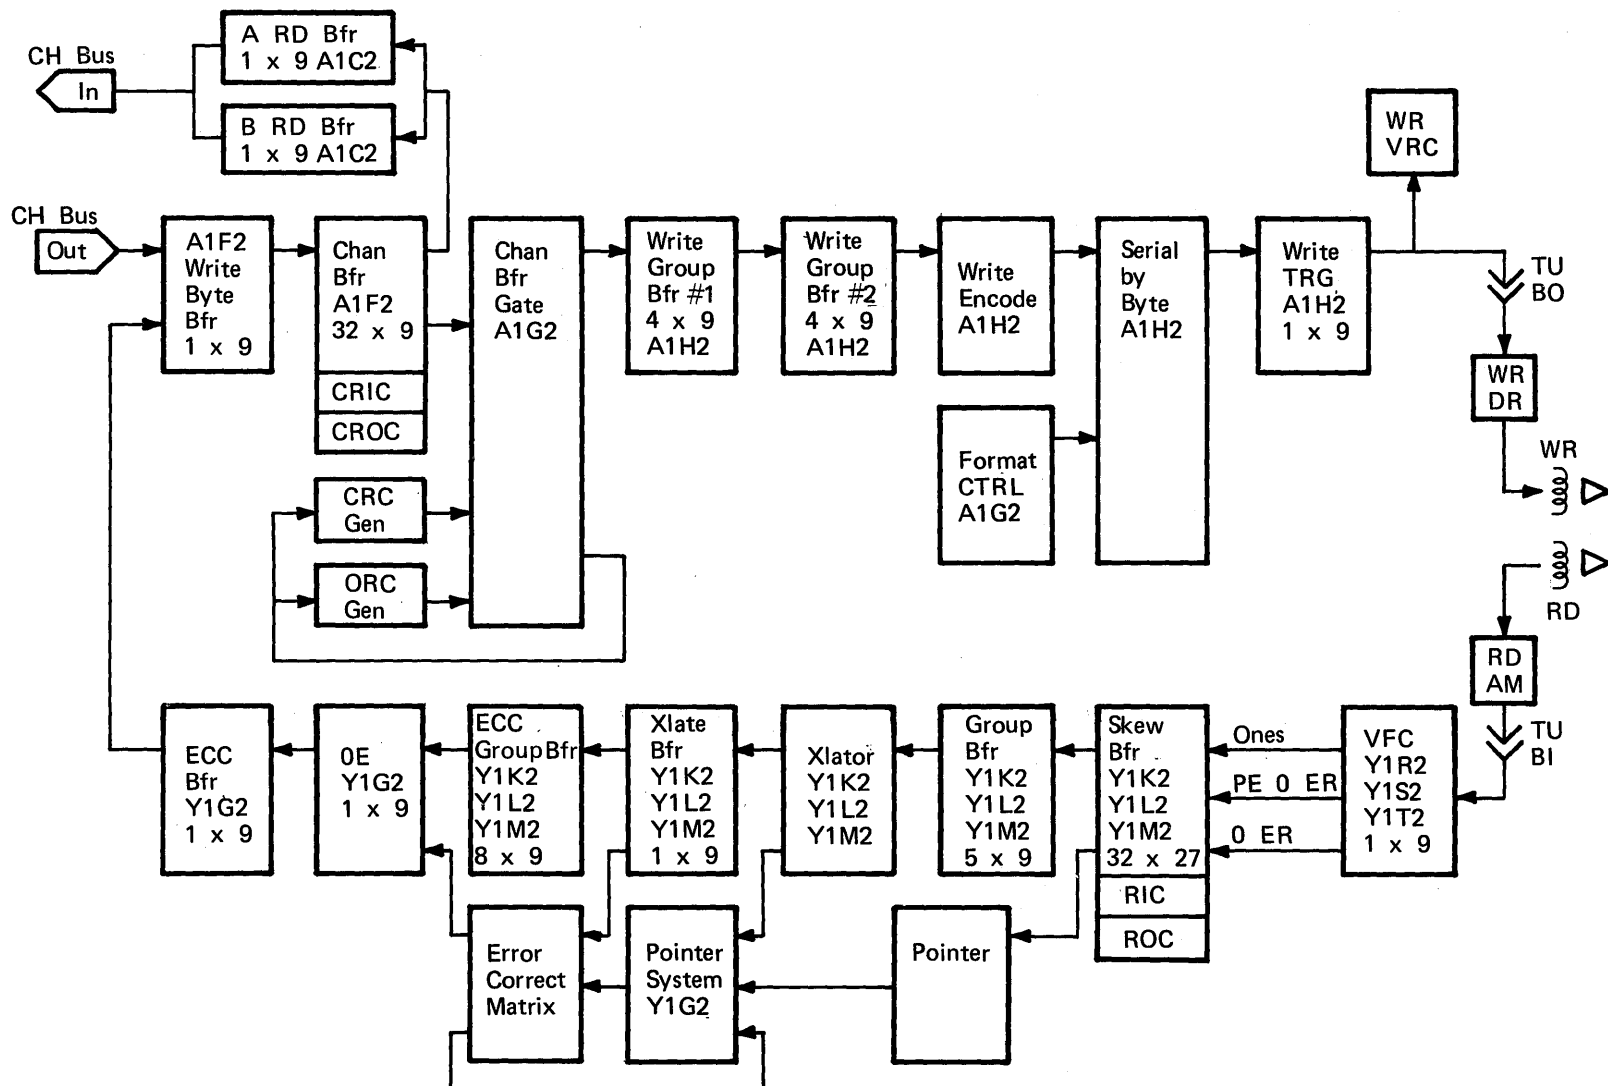 A RD Bfr
1 x 9 A1C2
CH Bus
In
B RD Bfr
1 x 9 A1C2
WR
VRC
CH Bus
Out
A1F2
Write
Byte
Bfr
1 x 9
Chan
Bfr
A1F2
32 x 9
CRIC
CROC
Chan
Bfr
Gate
A1G2
Write
Group
Bfr #1
4 x 9
A1H2
Write
Group
Bfr #2
4 x 9
A1H2
Write
Encode
A1H2
Serial
by
Byte
A1H2
Write
TRG
A1H2
1 x 9
TU
BO
WR
DR
Format
CTRL
A1G2
WR
CRC
Gen
ORC
Gen
RD
RD
AM
TU
BI
ECC
Bfr
Y1G2
1 x 9
0E
Y1G2
1 x 9
ECC
Group Bfr
Y1K2
Y1L2
Y1M2
8 x 9
Xlate
Bfr
Y1K2
Y1L2
Y1M2
1 x 9
Xlator
Y1K2
Y1L2
Y1M2
Group
Bfr
Y1K2
Y1L2
Y1M2
5 x 9
Skew
Bfr
Y1K2
Y1L2
Y1M2
32 x 27
RIC
ROC
Ones
PE 0 ER
0 ER
VFC
Y1R2
Y1S2
Y1T2
1 x 9
Error
Correct
Matrix
Pointer
System
Y1G2
Pointer